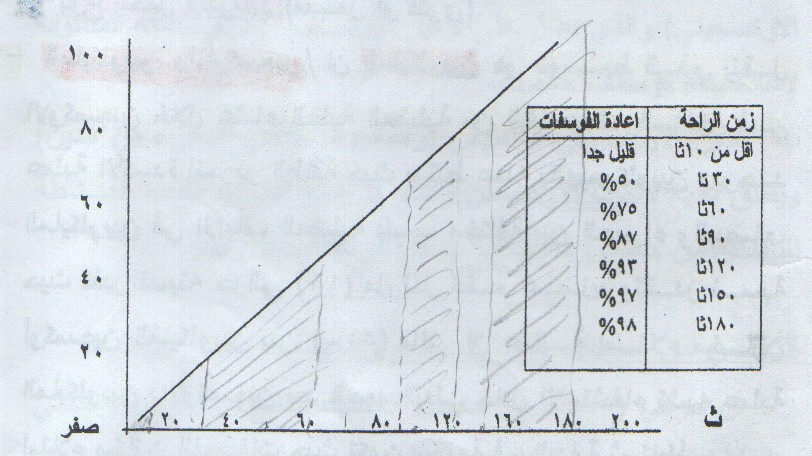 ١٠٠
٨٠
٦٠
٤٠
٢٠
صفر
٢٠ ٤٠ ٦٠ ٨٠ ١٢٠ ١٦٠ ١٨٠ ٢٠٠ ث
زمن الراحة اعادة الفوسفات
اقل من ١٠ثا قليل جدا
٣٠ثا ٥٠%
٦٠ثا ٧٥%
٩٠ثا ٨٧%
١٢٠ثا ٩٣%
١٥٠ثا ٩٧%
١٨٠ثا ٩٨%